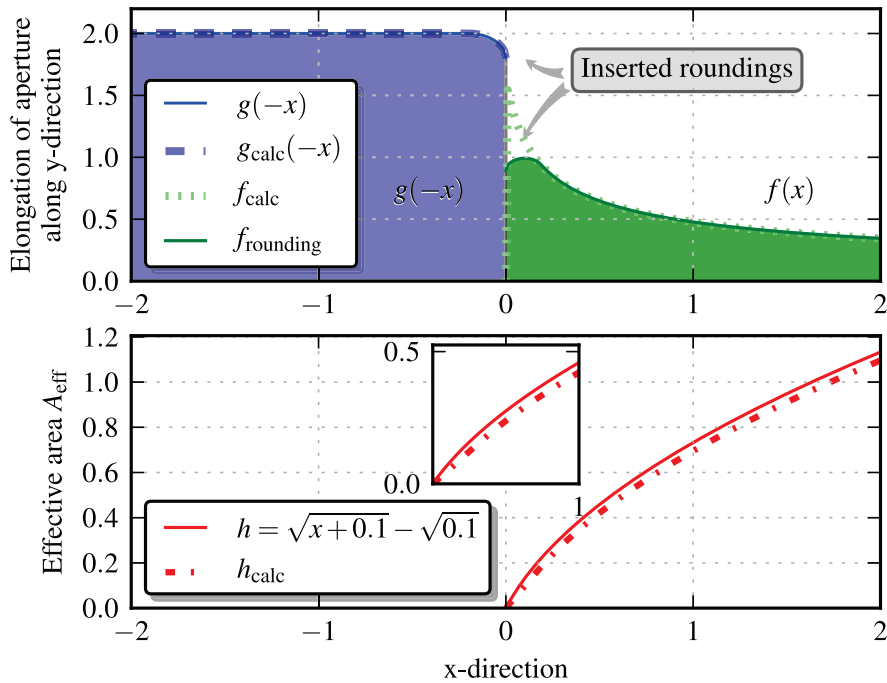 Elongation of aperture
along y-direction
2.0
1.5
1.0
0.5
0.0
g(−x)
g_calc(−x)
f_calc
f_rounding
Inserted roundings
g(−x)
f(x)
−2
−1
0
1
2
Effective area A_eff
1.2
1.0
0.8
0.6
0.4
0.2
0.0
0.5
0.0
1
h = √(x+0.1) − √0.1
h_calc
−2
−1
0
1
2
x-direction